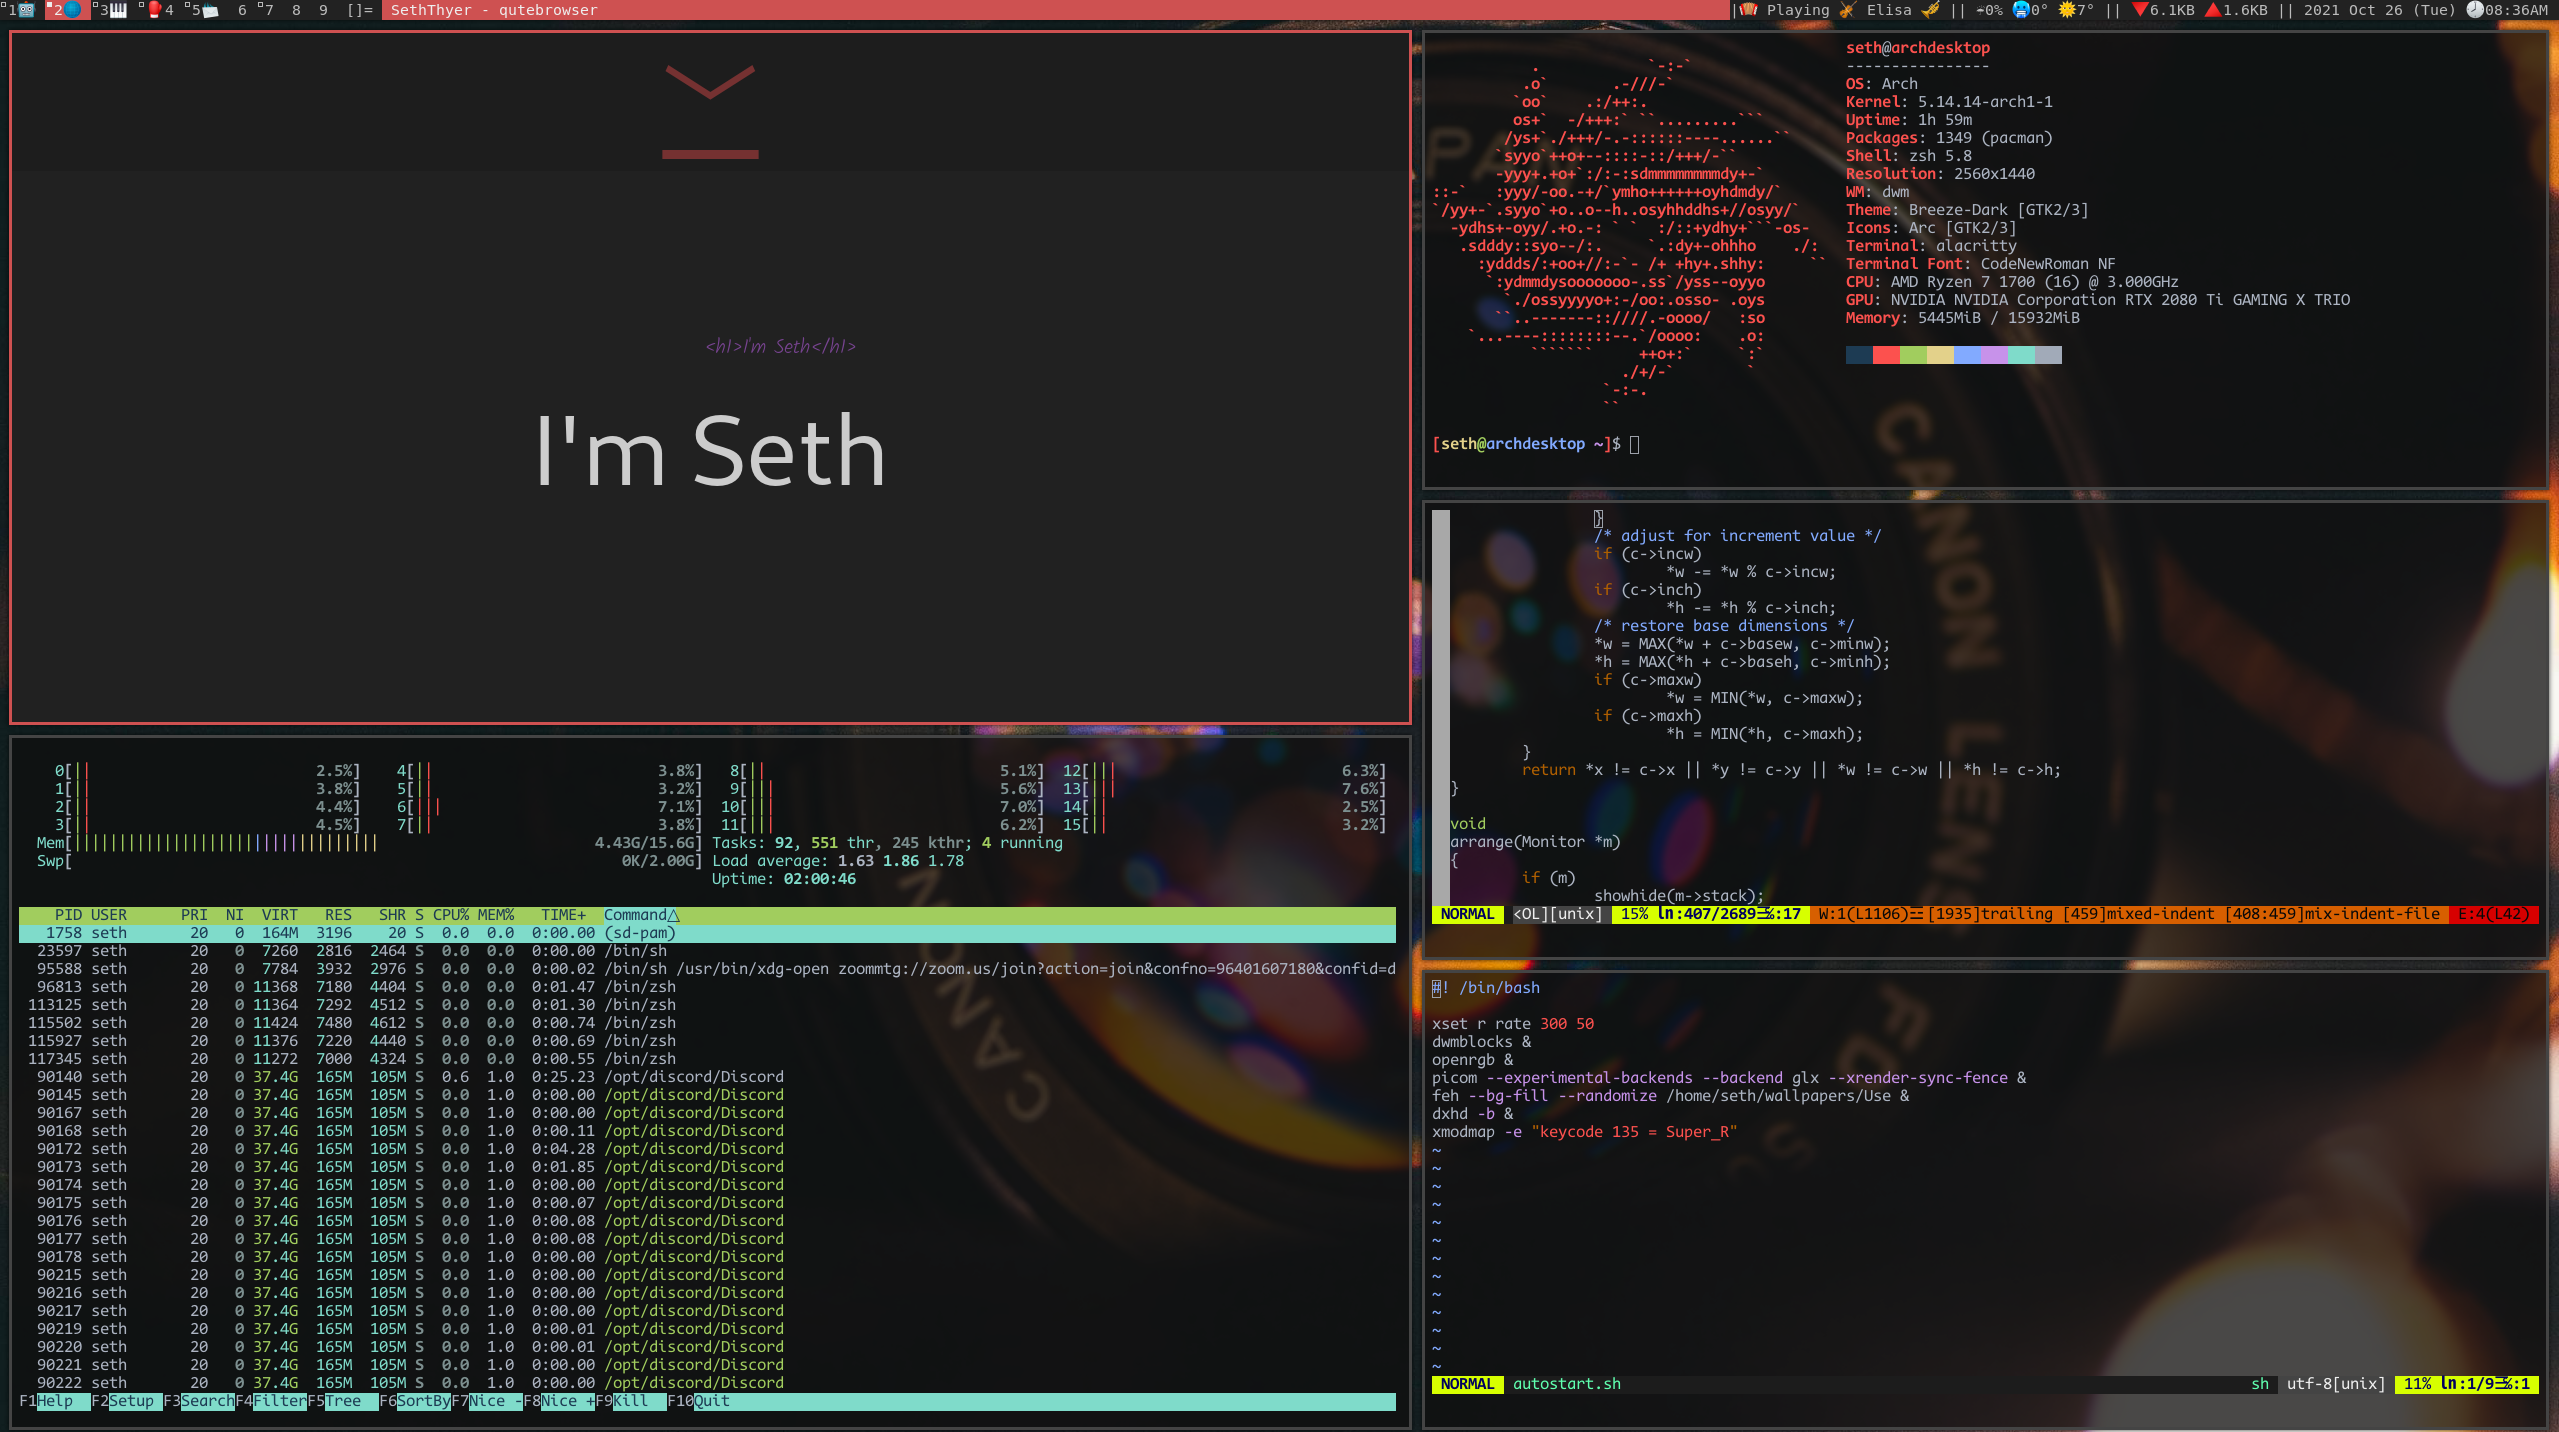 1 2 3 4 5 6 7 8 9 []= SethThyer - qutebrowser
| Playing Elisa || 0% 0° 7° || 6.1KB 1.6KB || 2021 Oct 26 (Tue) 08:36AM
<h1>I'm Seth</h1>
I'm Seth
seth@archdesktop
----------------
OS: Arch
Kernel: 5.14.14-arch1-1
Uptime: 1h 59m
Packages: 1349 (pacman)
Shell: zsh 5.8
Resolution: 2560x1440
WM: dwm
Theme: Breeze-Dark [GTK2/3]
Icons: Arc [GTK2/3]
Terminal: alacritty
Terminal Font: CodeNewRoman NF
CPU: AMD Ryzen 7 1700 (16) @ 3.000GHz
GPU: NVIDIA NVIDIA Corporation RTX 2080 Ti GAMING X TRIO
Memory: 5445MiB / 15932MiB
[seth@archdesktop ~]$
}
/* adjust for increment value */
if (c->incw)
*w -= *w % c->incw;
if (c->inch)
*h -= *h % c->inch;
/* restore base dimensions */
*w = MAX(*w + c->basew, c->minw);
*h = MAX(*h + c->baseh, c->minh);
if (c->maxw)
*w = MIN(*w, c->maxw);
if (c->maxh)
*h = MIN(*h, c->maxh);
}
return *x != c->x || *y != c->y || *w != c->w || *h != c->h;
}
void
arrange(Monitor *m)
{
if (m)
showhide(m->stack);
NORMAL <OL][unix] 15% ln:407/2689☰℅:17 W:1(L1106)☲ [1935]trailing [459]mixed-indent [408:459]mix-indent-file E:4(L42)
0[|| 2.5%] 4[|| 3.8%] 8[|| 5.1%] 12[||| 6.3%]
1[|| 3.8%] 5[|| 3.2%] 9[||| 5.6%] 13[||| 7.6%]
2[|| 4.4%] 6[||| 7.1%] 10[||| 7.0%] 14[|| 2.5%]
3[|| 4.5%] 7[|| 3.8%] 11[||| 6.2%] 15[|| 3.2%]
Mem[ 4.43G/15.6G] Tasks: 92, 551 thr, 245 kthr; 4 running
Swp[ 0K/2.00G] Load average: 1.63 1.86 1.78
Uptime: 02:00:46
PID USER PRI NI VIRT RES SHR S CPU% MEM% TIME+ Command△
1758 seth 20 0 164M 3196 20 S 0.0 0.0 0:00.00 (sd-pam)
23597 seth 20 0 7260 2816 2464 S 0.0 0.0 0:00.00 /bin/sh
95588 seth 20 0 7784 3932 2976 S 0.0 0.0 0:00.02 /bin/sh /usr/bin/xdg-open zoommtg://zoom.us/join?action=join&confno=96401607180&confid=d
96813 seth 20 0 11368 7180 4404 S 0.0 0.0 0:01.47 /bin/zsh
113125 seth 20 0 11364 7292 4512 S 0.0 0.0 0:01.30 /bin/zsh
115502 seth 20 0 11424 7480 4612 S 0.0 0.0 0:00.74 /bin/zsh
115927 seth 20 0 11376 7220 4440 S 0.0 0.0 0:00.69 /bin/zsh
117345 seth 20 0 11272 7000 4324 S 0.0 0.0 0:00.55 /bin/zsh
90140 seth 20 0 37.4G 165M 105M S 0.6 1.0 0:25.23 /opt/discord/Discord
90145 seth 20 0 37.4G 165M 105M S 0.0 1.0 0:00.00 /opt/discord/Discord
90167 seth 20 0 37.4G 165M 105M S 0.0 1.0 0:00.00 /opt/discord/Discord
90168 seth 20 0 37.4G 165M 105M S 0.0 1.0 0:00.11 /opt/discord/Discord
90172 seth 20 0 37.4G 165M 105M S 0.0 1.0 0:04.28 /opt/discord/Discord
90173 seth 20 0 37.4G 165M 105M S 0.0 1.0 0:01.85 /opt/discord/Discord
90174 seth 20 0 37.4G 165M 105M S 0.0 1.0 0:00.00 /opt/discord/Discord
90175 seth 20 0 37.4G 165M 105M S 0.0 1.0 0:00.07 /opt/discord/Discord
90176 seth 20 0 37.4G 165M 105M S 0.0 1.0 0:00.08 /opt/discord/Discord
90177 seth 20 0 37.4G 165M 105M S 0.0 1.0 0:00.08 /opt/discord/Discord
90178 seth 20 0 37.4G 165M 105M S 0.0 1.0 0:00.00 /opt/discord/Discord
90215 seth 20 0 37.4G 165M 105M S 0.0 1.0 0:00.00 /opt/discord/Discord
90216 seth 20 0 37.4G 165M 105M S 0.0 1.0 0:00.00 /opt/discord/Discord
90217 seth 20 0 37.4G 165M 105M S 0.0 1.0 0:00.00 /opt/discord/Discord
90219 seth 20 0 37.4G 165M 105M S 0.0 1.0 0:00.01 /opt/discord/Discord
90220 seth 20 0 37.4G 165M 105M S 0.0 1.0 0:00.01 /opt/discord/Discord
90221 seth 20 0 37.4G 165M 105M S 0.0 1.0 0:00.00 /opt/discord/Discord
90222 seth 20 0 37.4G 165M 105M S 0.0 1.0 0:00.00 /opt/discord/Discord
F1Help F2Setup F3SearchF4FilterF5Tree F6SortByF7Nice -F8Nice +F9Kill F10Quit
#! /bin/bash
xset r rate 300 50
dwmblocks &
openrgb &
picom --experimental-backends --backend glx --xrender-sync-fence &
feh --bg-fill --randomize /home/seth/wallpapers/Use &
dxhd -b &
xmodmap -e "keycode 135 = Super_R"
NORMAL autostart.sh sh utf-8[unix] 11% ln:1/9☰℅:1
CANON LENS
CANON